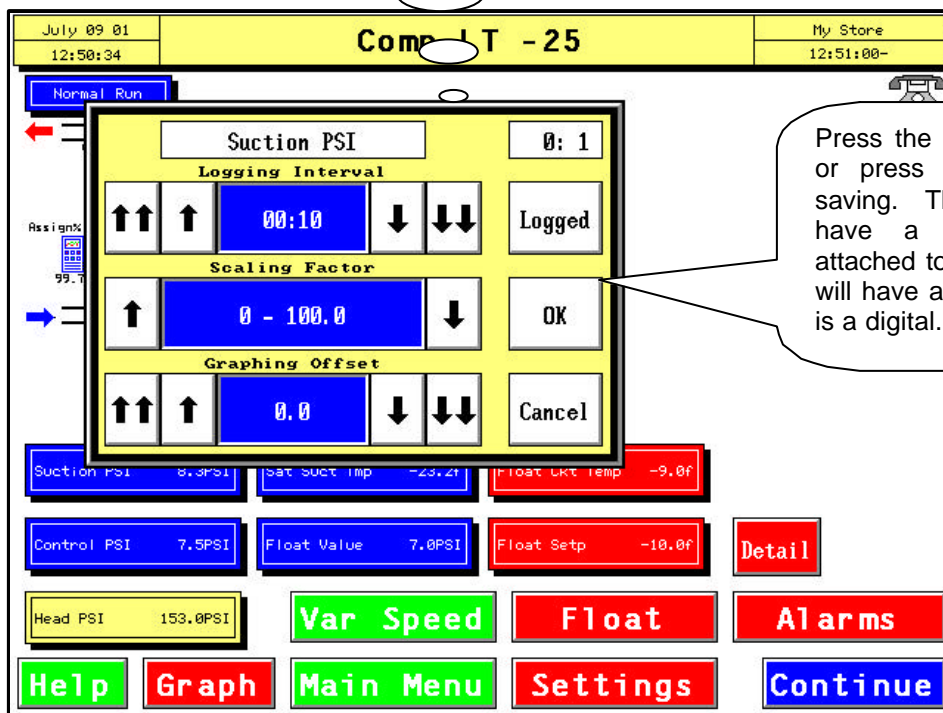 July 09 01
12:50:34
Comp LT -25
My Store
12:51:00-
Normal Run
Suction PSI
0: 1
Logging Interval
00:10
Logged
Scaling Factor
0 - 100.0
OK
Graphing Offset
0.0
Cancel
Press the
or press
saving.
have a
attached to
will have a
is a digital.
Assign%
Suction PSI 8.3PSI
Sat Suct Tmp -23.2f
Float Ckt Temp -9.0f
Control PSI 7.5PSI
Float Value 7.0PSI
Float Setp -10.0f
Detail
Head PSI 153.0PSI
Var Speed
Float
Alarms
Help
Graph
Main Menu
Settings
Continue